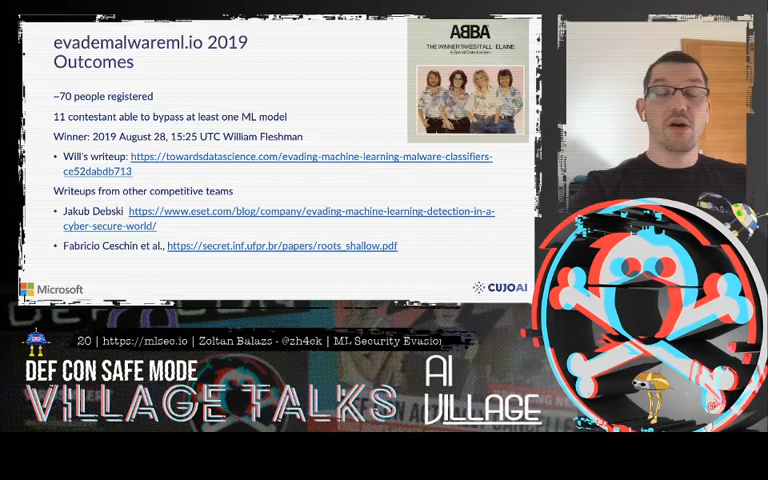 evademalwareml.io 2019
Outcomes
ABBA
THE WINNER TAKES IT ALL · ELAINE
~70 people registered
11 contestant able to bypass at least one ML model
Winner: 2019 August 28, 15:25 UTC William Fleshman
• Will's writeup: https://towardsdatascience.com/evading-machine-learning-malware-classifiers-
ce52dabdb713
Writeups from other competitive teams
• Jakub Debski https://www.eset.com/blog/company/evading-machine-learning-detection-in-a-
cyber-secure-world/
• Fabricio Ceschin et al., https://secret.inf.ufpr.br/papers/roots_shallow.pdf
Microsoft
CUJOAI
20 | https://mlsec.io | Zoltan Balazs - @zh4ck | ML Security Evasion
DEF CON SAFE MODE
VILLAGE TALKS
AI
VILLAGE